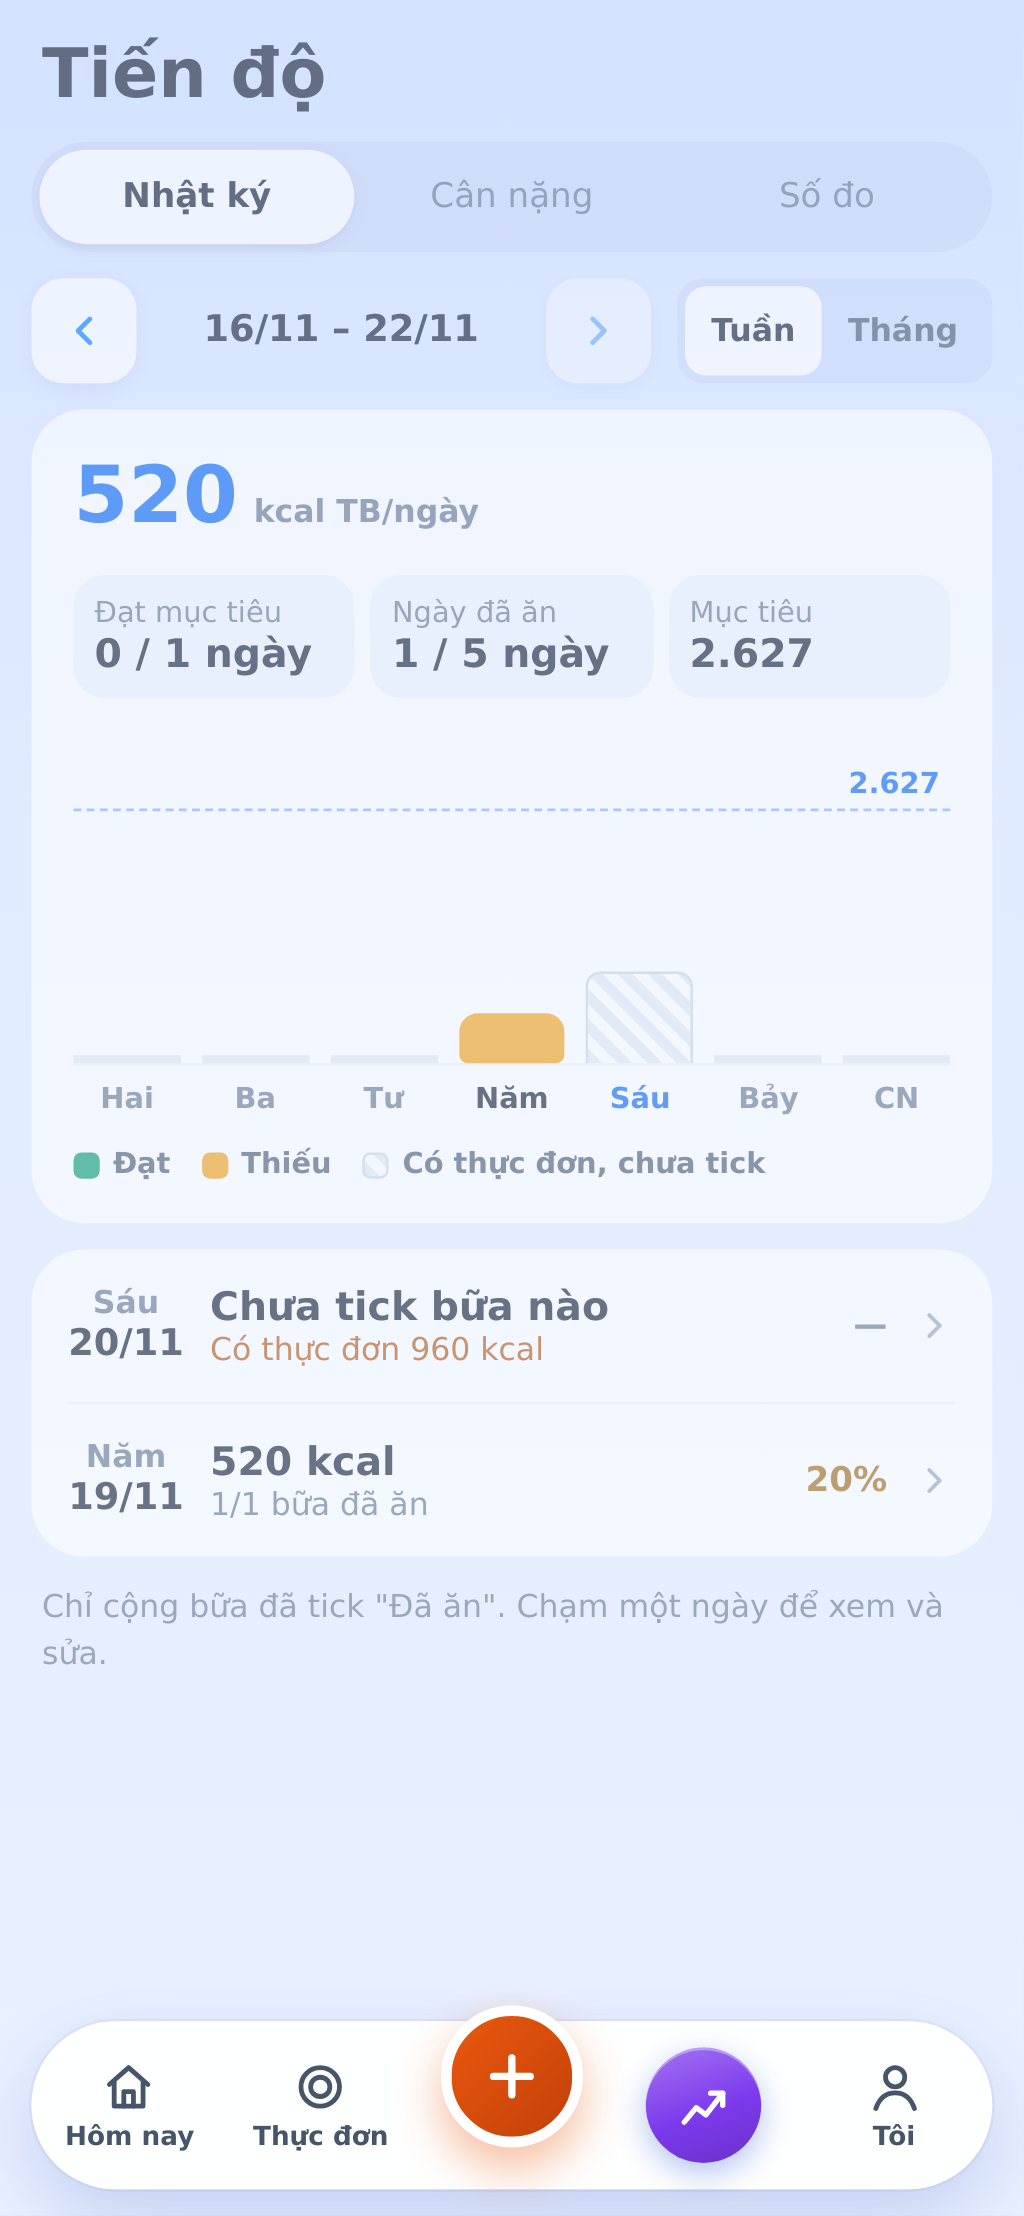 Tiến độ
Nhật ký
Cân nặng
Số đo
16/11 – 22/11
Tuần
Tháng
520 kcal TB/ngày
Đạt mục tiêu
0 / 1 ngày
Ngày đã ăn
1 / 5 ngày
Mục tiêu
2.627
2.627
Hai
Ba
Tư
Năm
Sáu
Bảy
CN
Đạt
Thiếu
Có thực đơn, chưa tick
Sáu
20/11
Chưa tick bữa nào
Có thực đơn 960 kcal
—
Năm
19/11
520 kcal
1/1 bữa đã ăn
20%
Chỉ cộng bữa đã tick "Đã ăn". Chạm một ngày để xem và
sửa.
Hôm nay
Thực đơn
Tôi